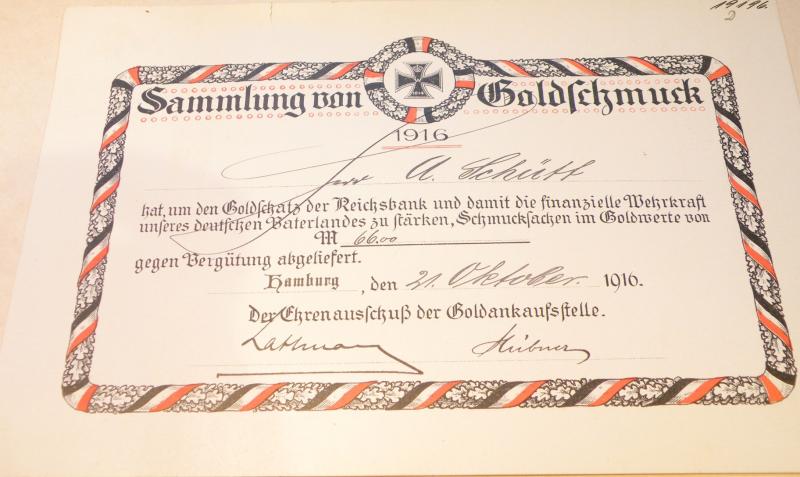 19196.
2
Sammlung von Goldschmuck
1916
Herr A. Schütt
hat, um den Goldschatz der Reichsbank und damit die finanzielle Wehrkraft
unseres deutschen Vaterlandes zu stärken, Schmucksachen im Goldwerte von
M 66.00
gegen Vergütung abgeliefert.
Hamburg, den 21. Oktober. 1916.
Der Ehrenausschuß der Goldankaufsstelle.
Hübner